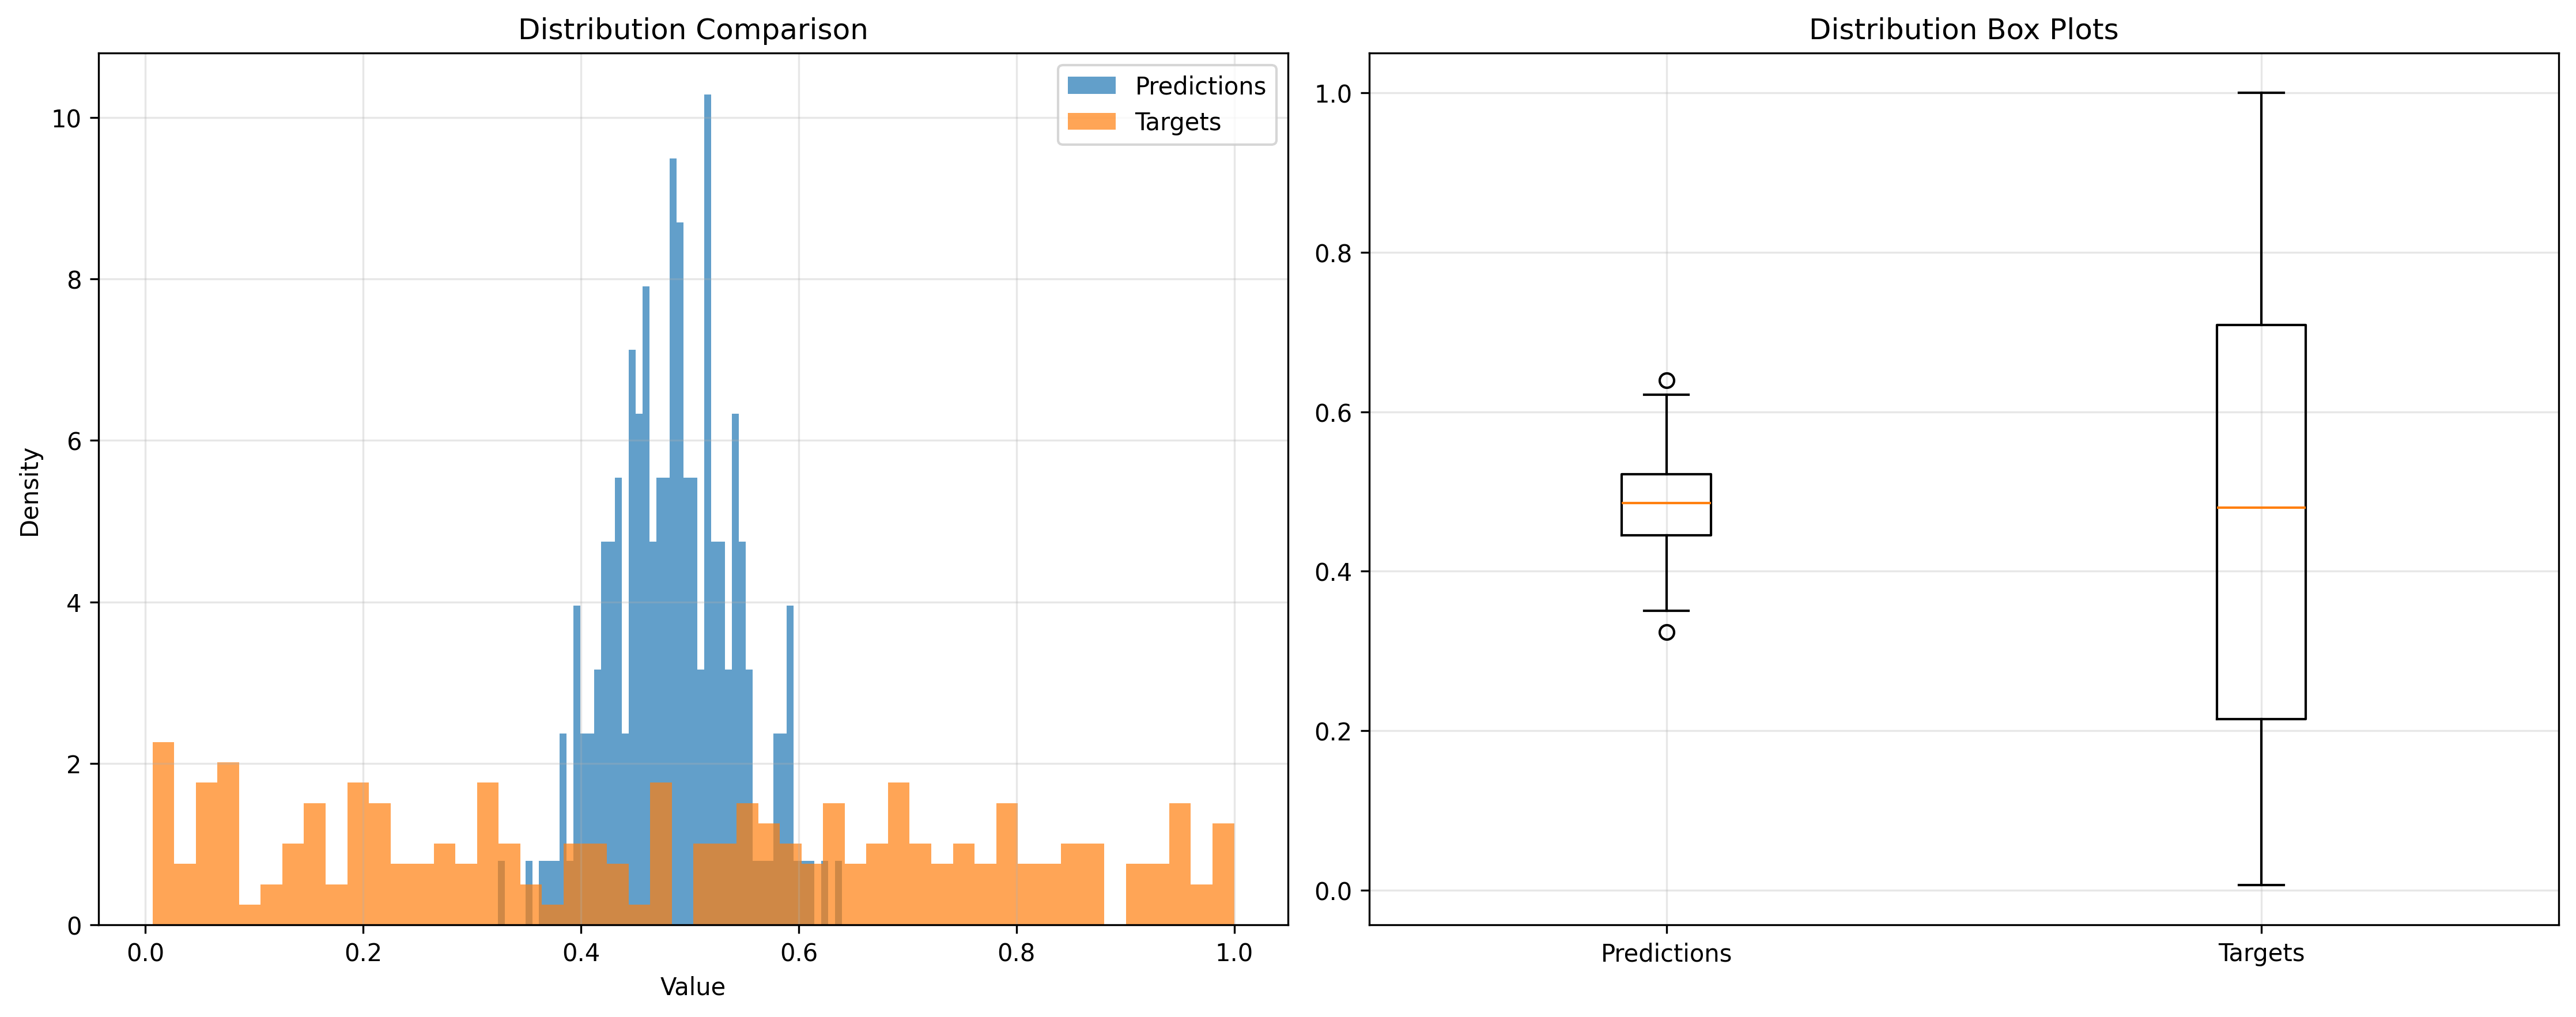 Distribution Comparison
Predictions
Targets
10
8
6
4
2
0
Density
0.0 0.2 0.4 0.6 0.8 1.0
Value
Distribution Box Plots
1.0
0.8
0.6
0.4
0.2
0.0
Predictions Targets